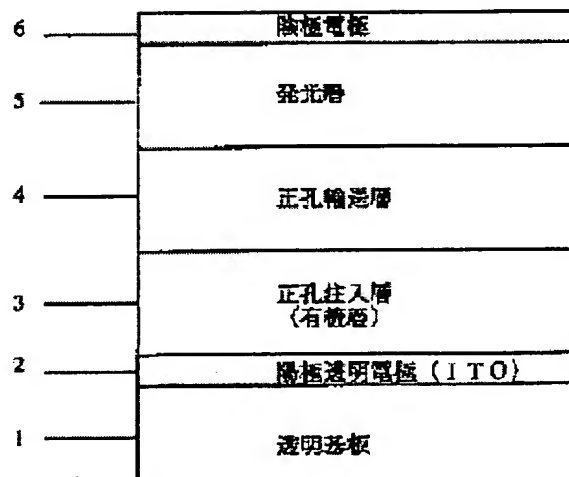 6 陰極電極
5 発光層
4 正孔輸送層
3 正孔注入層
(有機層)
2 陽極透明電極(ITO)
1 透明基板